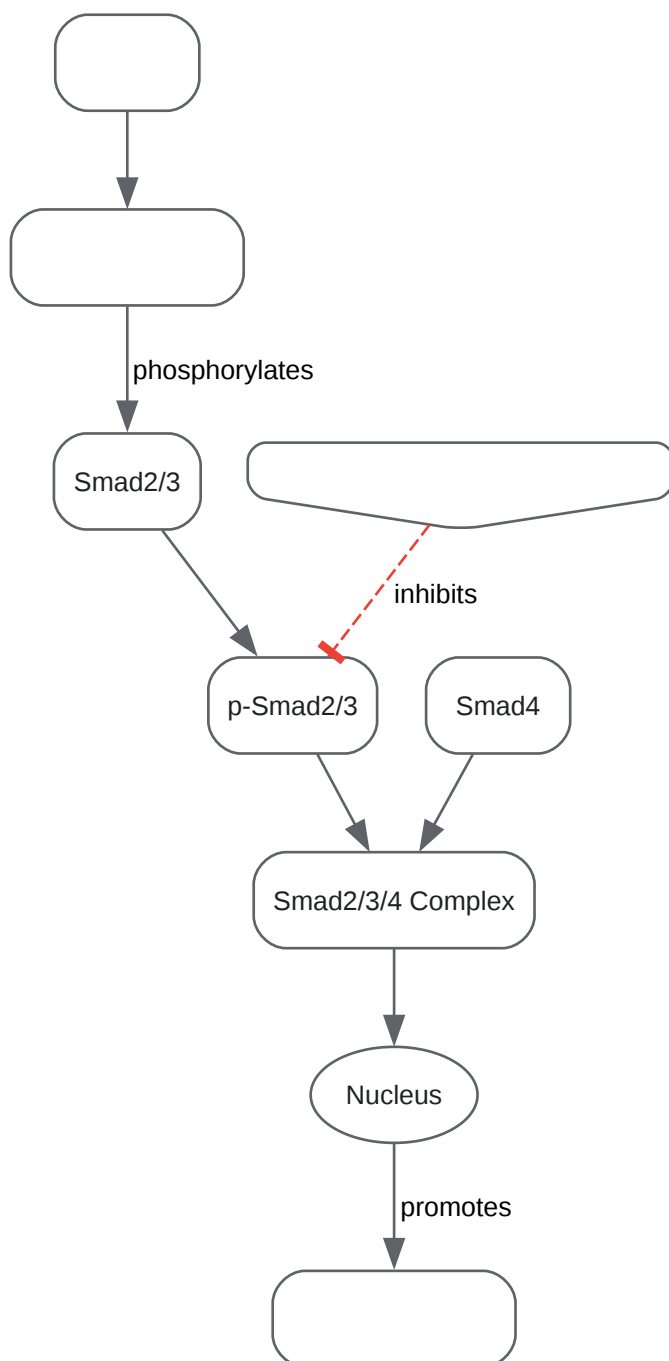 phosphorylates
Smad2/3
inhibits
p-Smad2/3
Smad4
Smad2/3/4 Complex
Nucleus
promotes